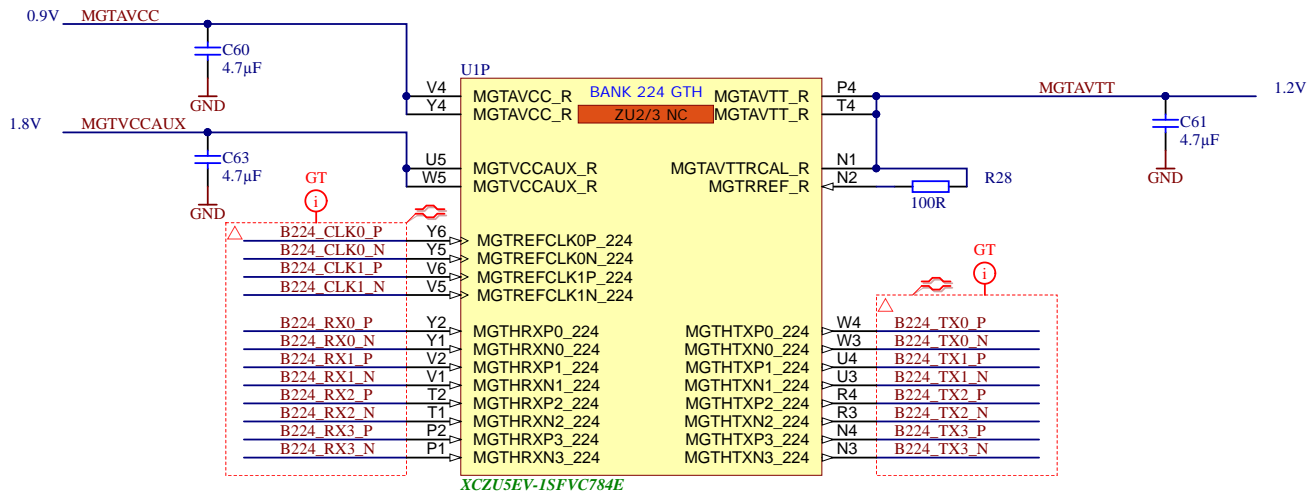 0.9V MGTAVCC
C60
4.7µF
GND
1.8V MGTVCCAUX
C63
4.7µF
GND
U1P
BANK 224 GTH
ZU2/3 NC
V4 MGTAVCC_R
Y4 MGTAVCC_R
U5 MGTVCCAUX_R
W5 MGTVCCAUX_R
MGTAVTT_R P4
MGTAVTT_R T4
MGTAVTT 1.2V
C61
4.7µF
GND
MGTAVTTRCAL_R N1
MGTRREF_R N2
R28
100R
GT
i
B224_CLK0_P Y6 MGTREFCLK0P_224
B224_CLK0_N Y5 MGTREFCLK0N_224
B224_CLK1_P V6 MGTREFCLK1P_224
B224_CLK1_N V5 MGTREFCLK1N_224
B224_RX0_P Y2 MGTHRXP0_224
B224_RX0_N Y1 MGTHRXN0_224
B224_RX1_P V2 MGTHRXP1_224
B224_RX1_N V1 MGTHRXN1_224
B224_RX2_P T2 MGTHRXP2_224
B224_RX2_N T1 MGTHRXN2_224
B224_RX3_P P2 MGTHRXP3_224
B224_RX3_N P1 MGTHRXN3_224
GT
i
MGTHTXP0_224 W4 B224_TX0_P
MGTHTXN0_224 W3 B224_TX0_N
MGTHTXP1_224 U4 B224_TX1_P
MGTHTXN1_224 U3 B224_TX1_N
MGTHTXP2_224 R4 B224_TX2_P
MGTHTXN2_224 R3 B224_TX2_N
MGTHTXP3_224 N4 B224_TX3_P
MGTHTXN3_224 N3 B224_TX3_N
XCZU5EV-1SFVC784E